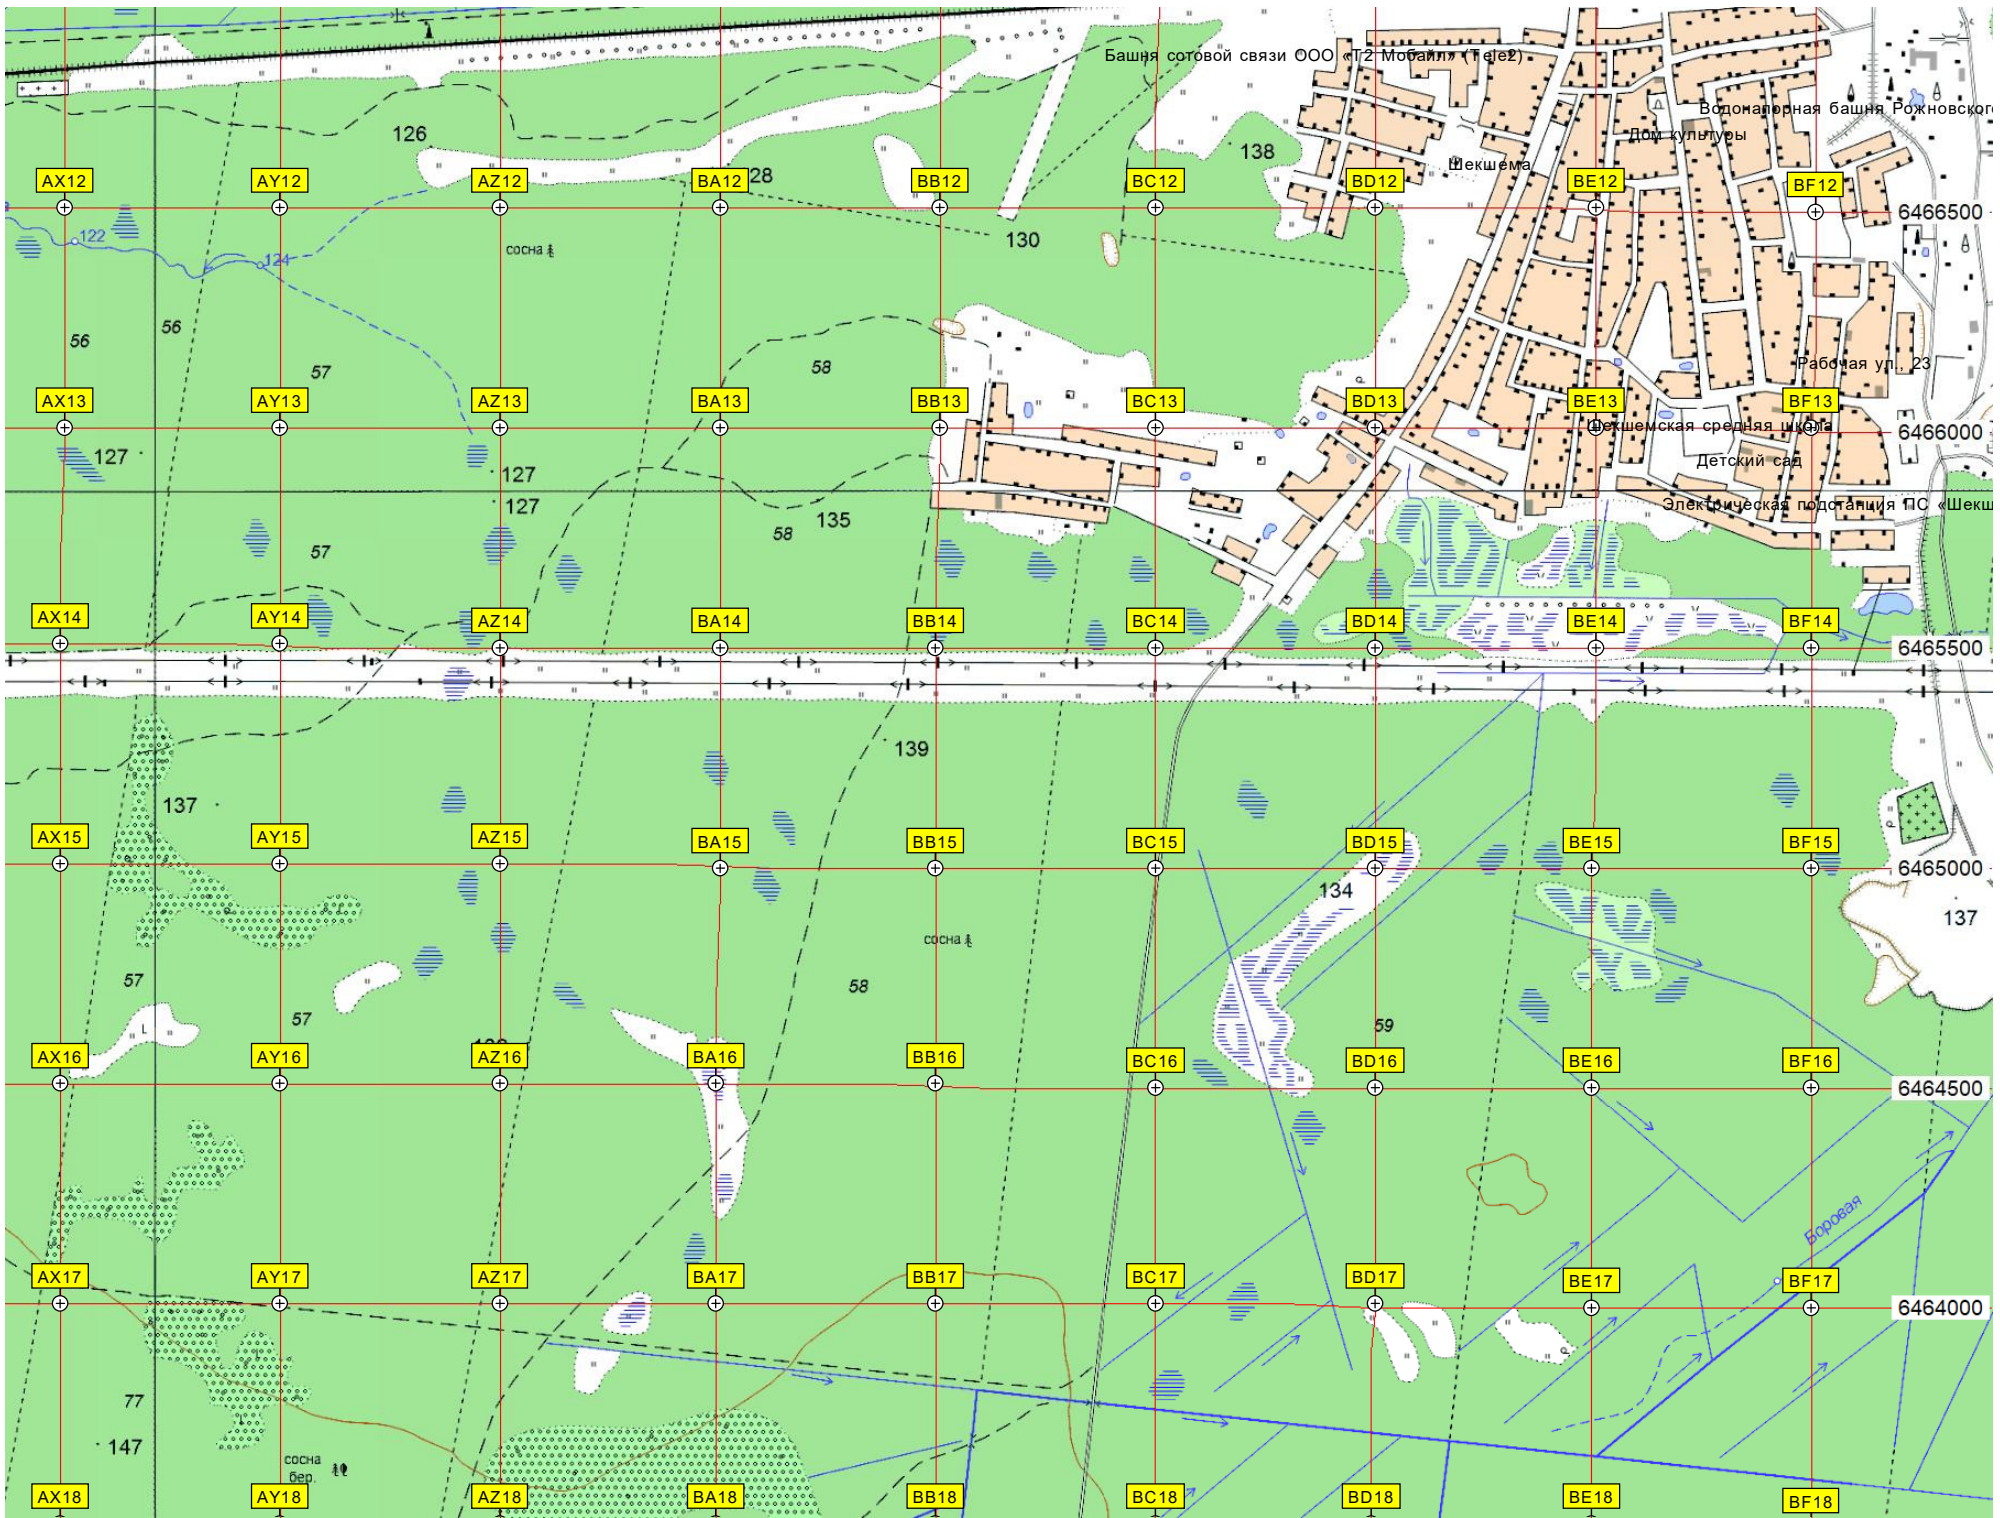 Башня сотовой связи ООО «Т2 Мобайл» (Tele2)
Водонапорная башня Рожновского
126
Дом культуры
138
Шекшема
AX12 AY12 AZ12 BA12 28 BB12 BC12 BD12 BE12 BF12
6466500
122
130
124
сосна
56 56
57
58
Рабочая ул., 23
AX13 AY13 AZ13 BA13 BB13 BC13 BD13 BE13 BF13
Шекшемская средняя школа
6466000
127
Детский сад
127
127
Электрическая подстанция ПС «Шекш
135
58
57
AX14 AY14 AZ14 BA14 BB14 BC14 BD14 BE14 BF14
6465500
139
137
AX15 AY15 AZ15 BA15 BB15 BC15 BD15 BE15 BF15
6465000
134
137
сосна
57
58
57
59
AX16 AY16 AZ16 BA16 BB16 BC16 BD16 BE16 BF16
6464500
Боровая
AX17 AY17 AZ17 BA17 BB17 BC17 BD17 BE17 BF17
6464000
77
147
сосна
бер.
AX18 AY18 AZ18 BA18 BB18 BC18 BD18 BE18 BF18